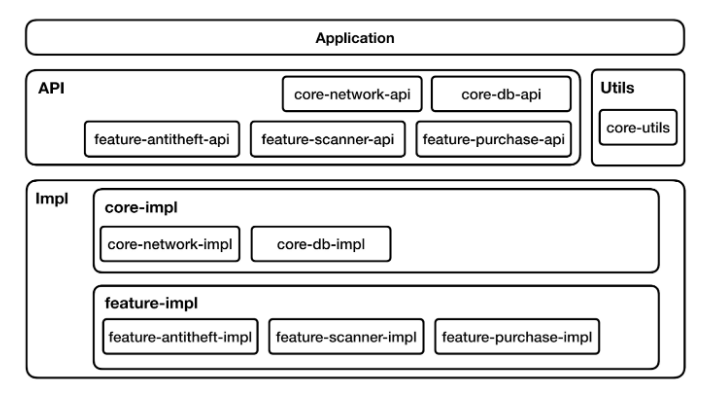 Application
API
core-network-api
core-db-api
feature-antitheft-api
feature-scanner-api
feature-purchase-api
Utils
core-utils
Impl
core-impl
core-network-impl
core-db-impl
feature-impl
feature-antitheft-impl
feature-scanner-impl
feature-purchase-impl